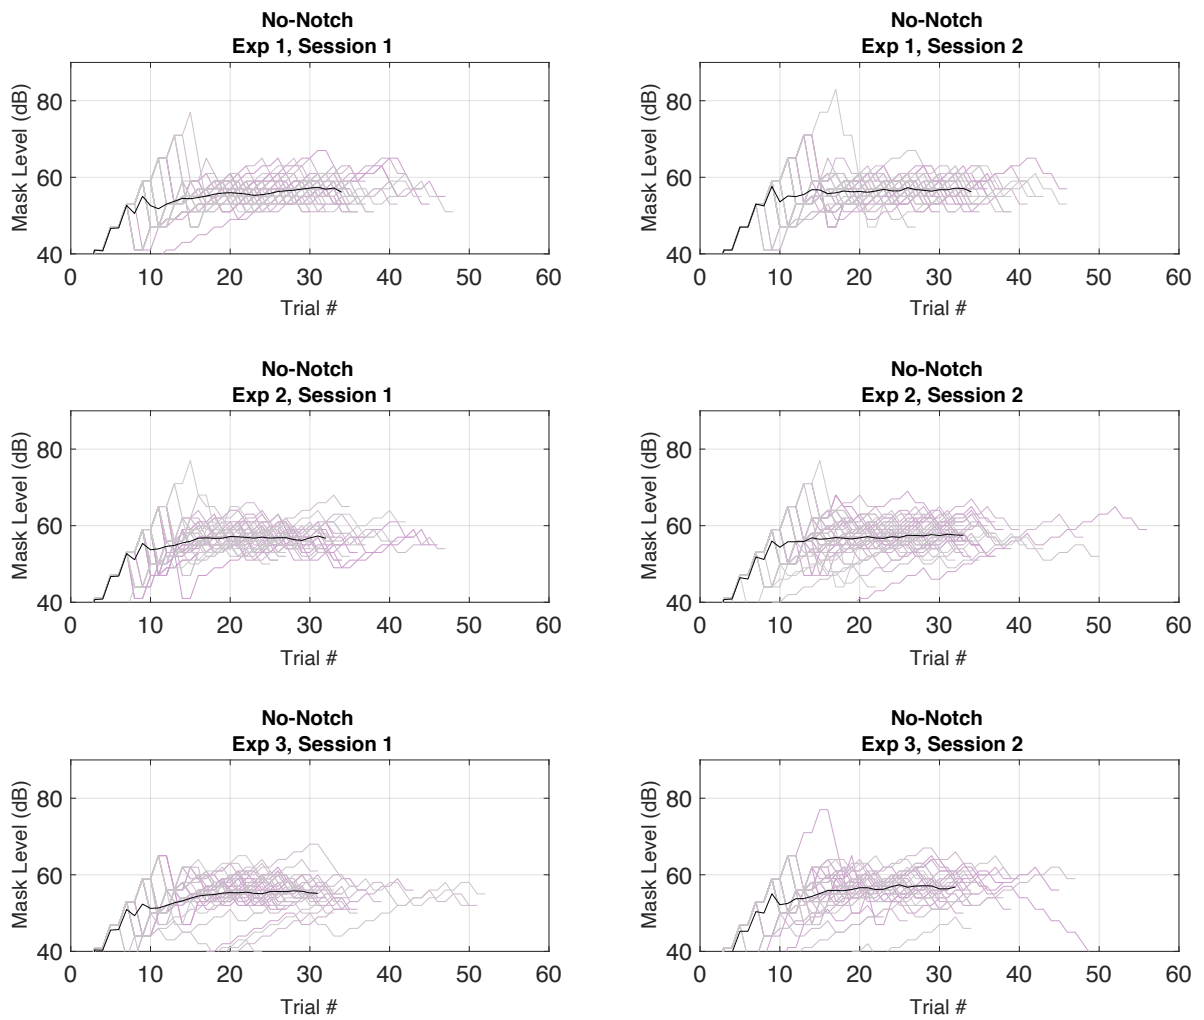 No-Notch
Exp 1, Session 1
80
60
40
Mask Level (dB)
0 10 20 30 40 50 60
Trial #
No-Notch
Exp 1, Session 2
80
60
40
Mask Level (dB)
0 10 20 30 40 50 60
Trial #
No-Notch
Exp 2, Session 1
80
60
40
Mask Level (dB)
0 10 20 30 40 50 60
Trial #
No-Notch
Exp 2, Session 2
80
60
40
Mask Level (dB)
0 10 20 30 40 50 60
Trial #
No-Notch
Exp 3, Session 1
80
60
40
Mask Level (dB)
0 10 20 30 40 50 60
Trial #
No-Notch
Exp 3, Session 2
80
60
40
Mask Level (dB)
0 10 20 30 40 50 60
Trial #